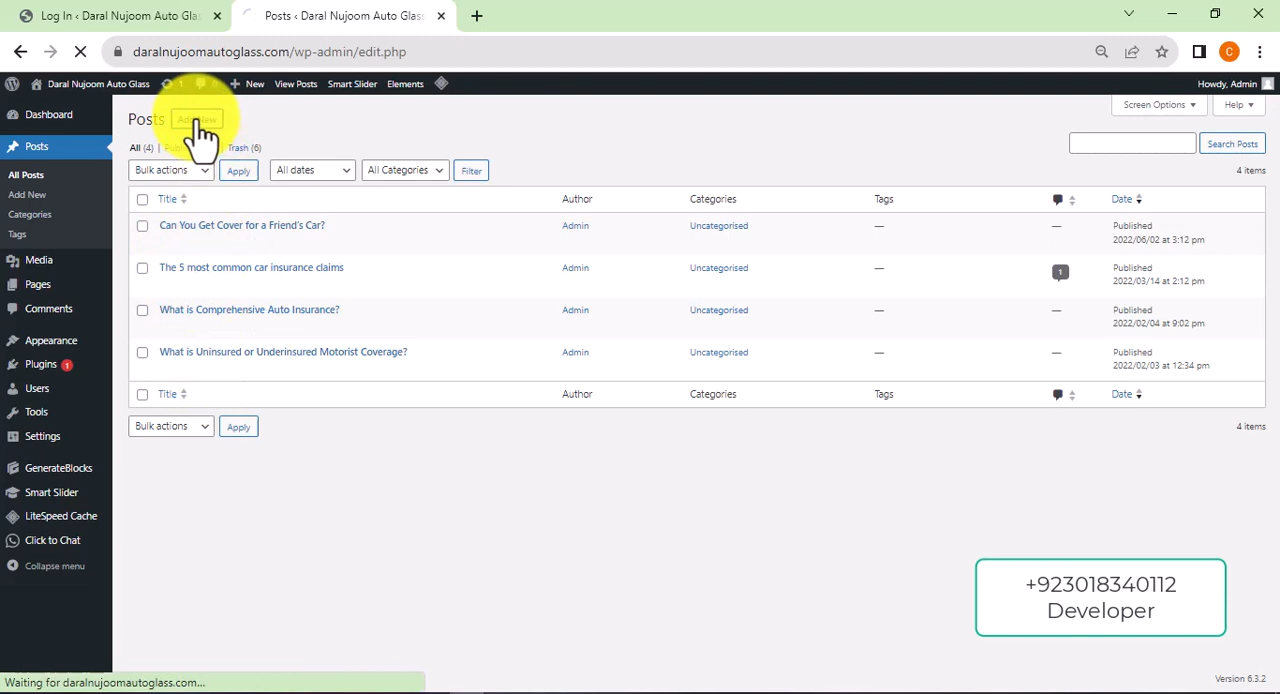 Log In ‹ Daral Nujoom Auto Glas
Posts ‹ Daral Nujoom Auto Glass
daralnujoomautoglass.com/wp-admin/edit.php
C
Daral Nujoom Auto Glass 1 New View Posts Smart Slider Elements Howdy, Admin
Dashboard
Posts
All Posts
Add New
Categories
Tags
Media
Pages
Comments
Appearance
Plugins 1
Users
Tools
Settings
GenerateBlocks
Smart Slider
LiteSpeed Cache
Click to Chat
Collapse menu
Posts Add New
Screen Options Help
All (4) | Trash (6)
Search Posts
Bulk actions Apply All dates All Categories Filter 4 items
Title Author Categories Tags Date
Can You Get Cover for a Friend's Car? Admin Uncategorised — — Published
2022/06/02 at 3:12 pm
The 5 most common car insurance claims Admin Uncategorised — 1 Published
2022/03/14 at 2:12 pm
What is Comprehensive Auto Insurance? Admin Uncategorised — — Published
2022/02/04 at 9:02 pm
What is Uninsured or Underinsured Motorist Coverage? Admin Uncategorised — — Published
2022/02/03 at 12:34 pm
Title Author Categories Tags Date
Bulk actions Apply 4 items
+923018340112
Developer
Waiting for daralnujoomautoglass.com...
Version 6.3.2